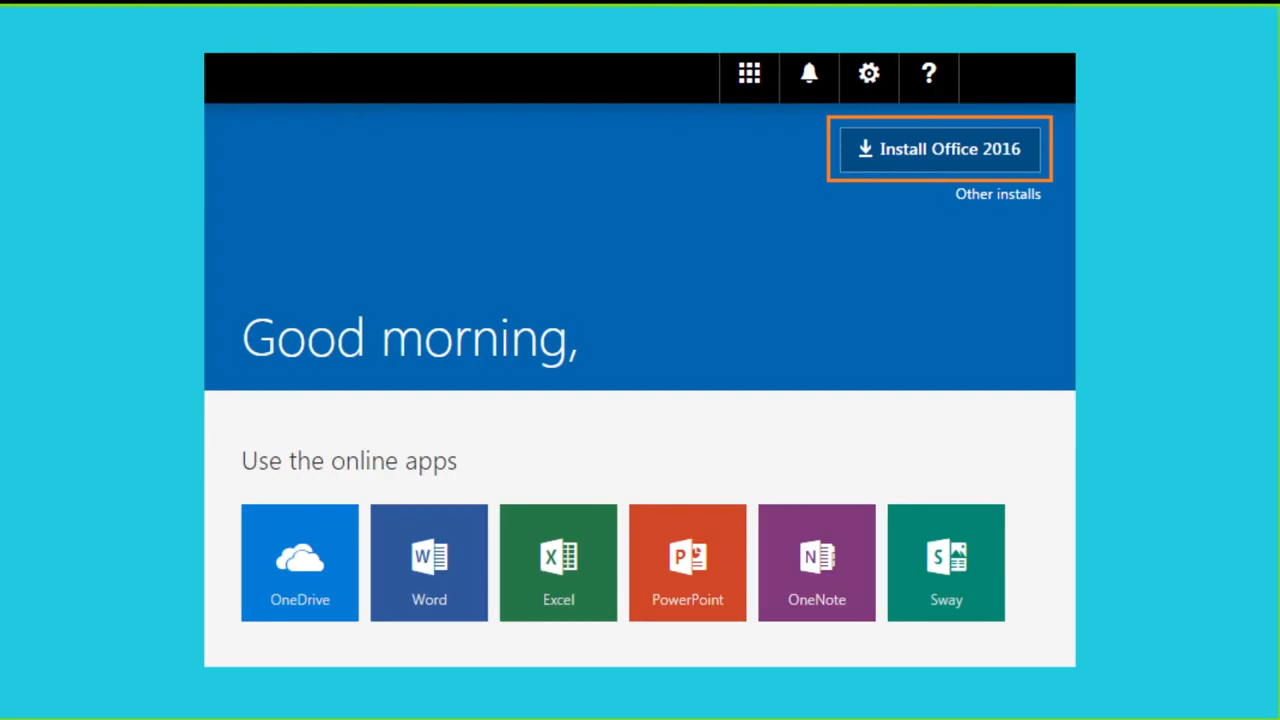 ?
Install Office 2016
Other installs
Good morning,
Use the online apps
W
X
P
N
S
OneDrive
Word
Excel
PowerPoint
OneNote
Sway